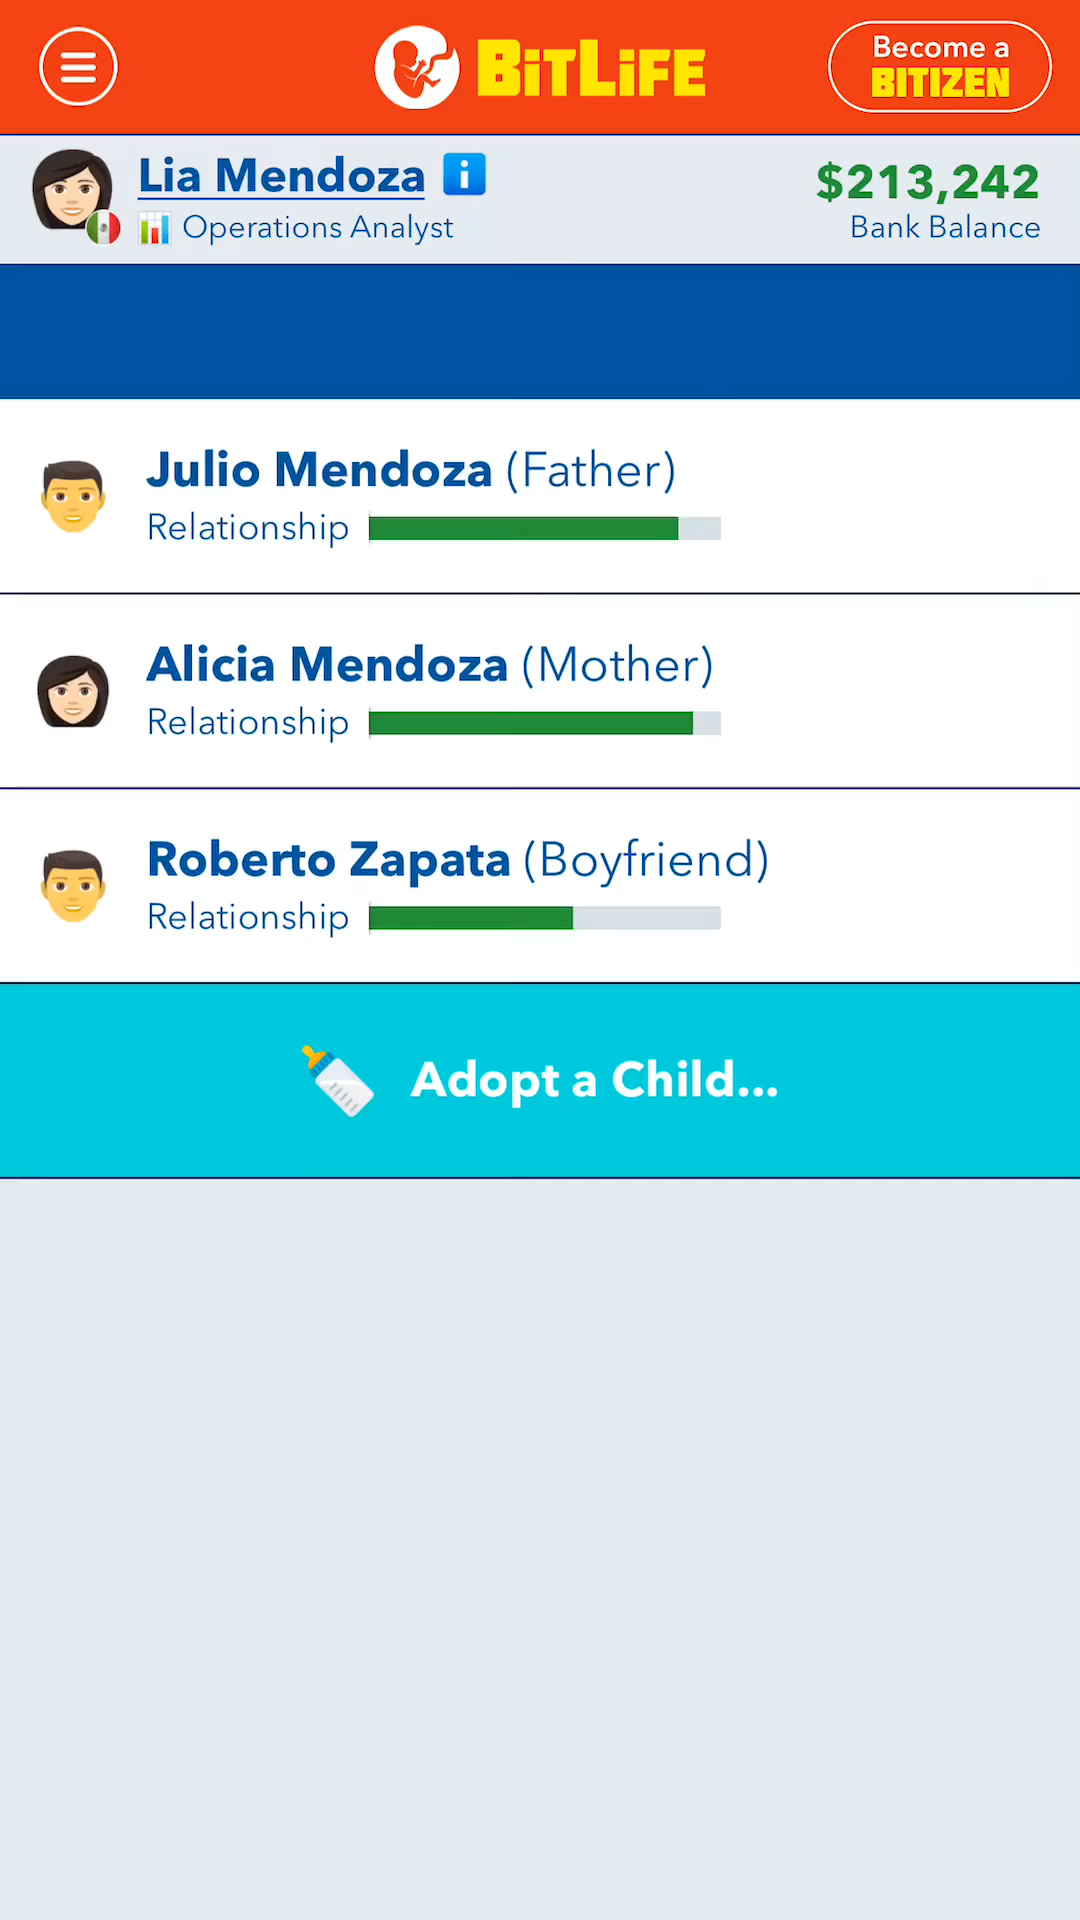 Become a
BITLIFE
BITIZEN
Lia Mendoza
$213,242
Operations Analyst
Bank Balance
Julio Mendoza (Father)
Relationship
Alicia Mendoza (Mother)
Relationship
Roberto Zapata (Boyfriend)
Relationship
Adopt a Child...